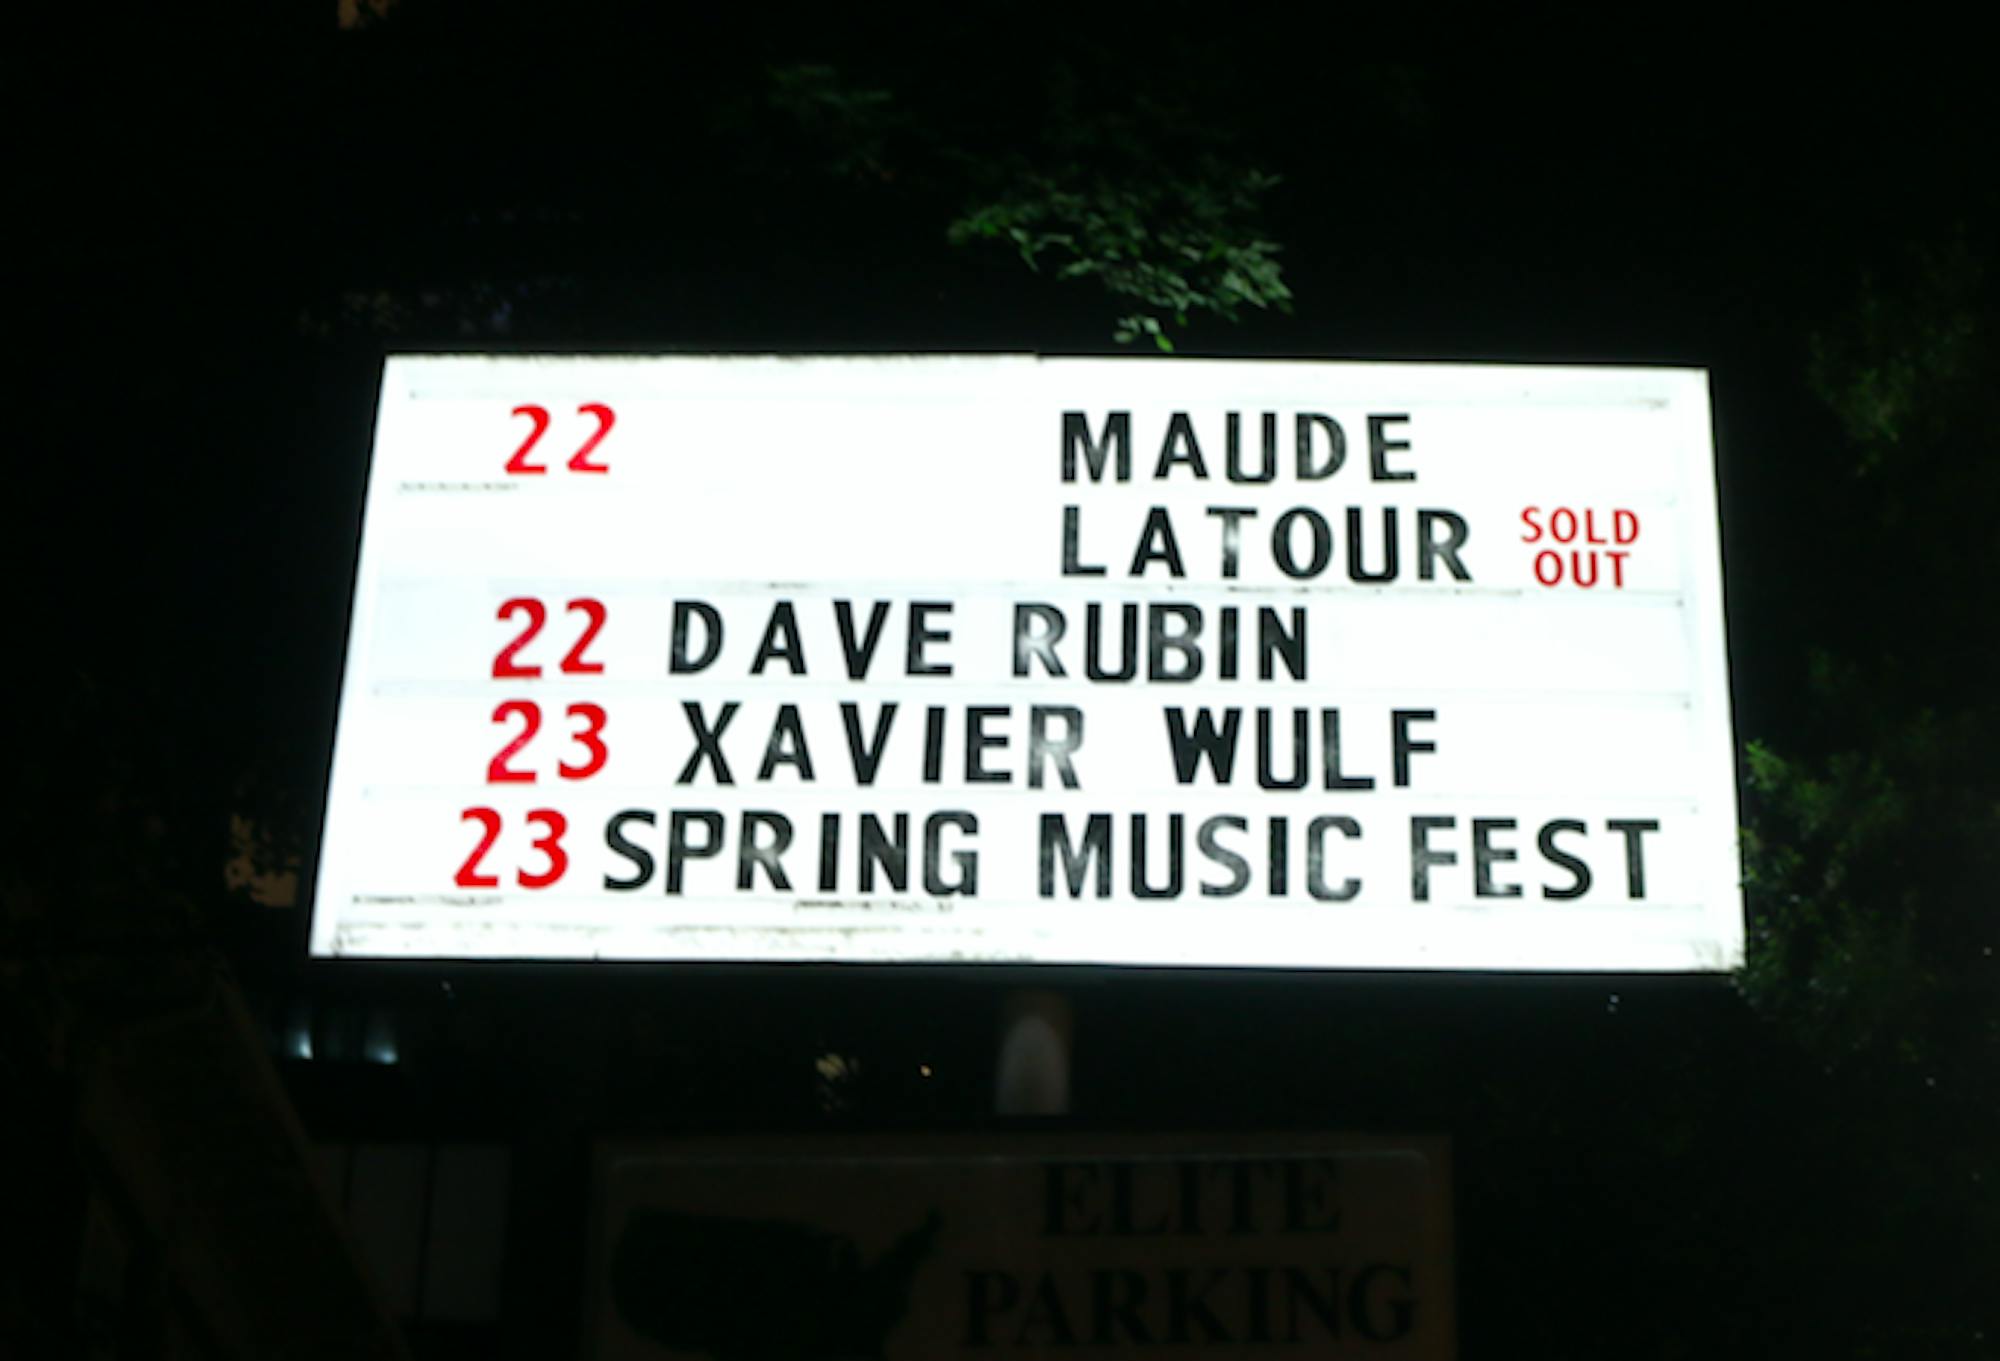 22 MAUDE
LATOUR SOLD OUT
22 DAVE RUBIN
23 XAVIER WULF
23 SPRING MUSIC FEST
ELITE
PARKING